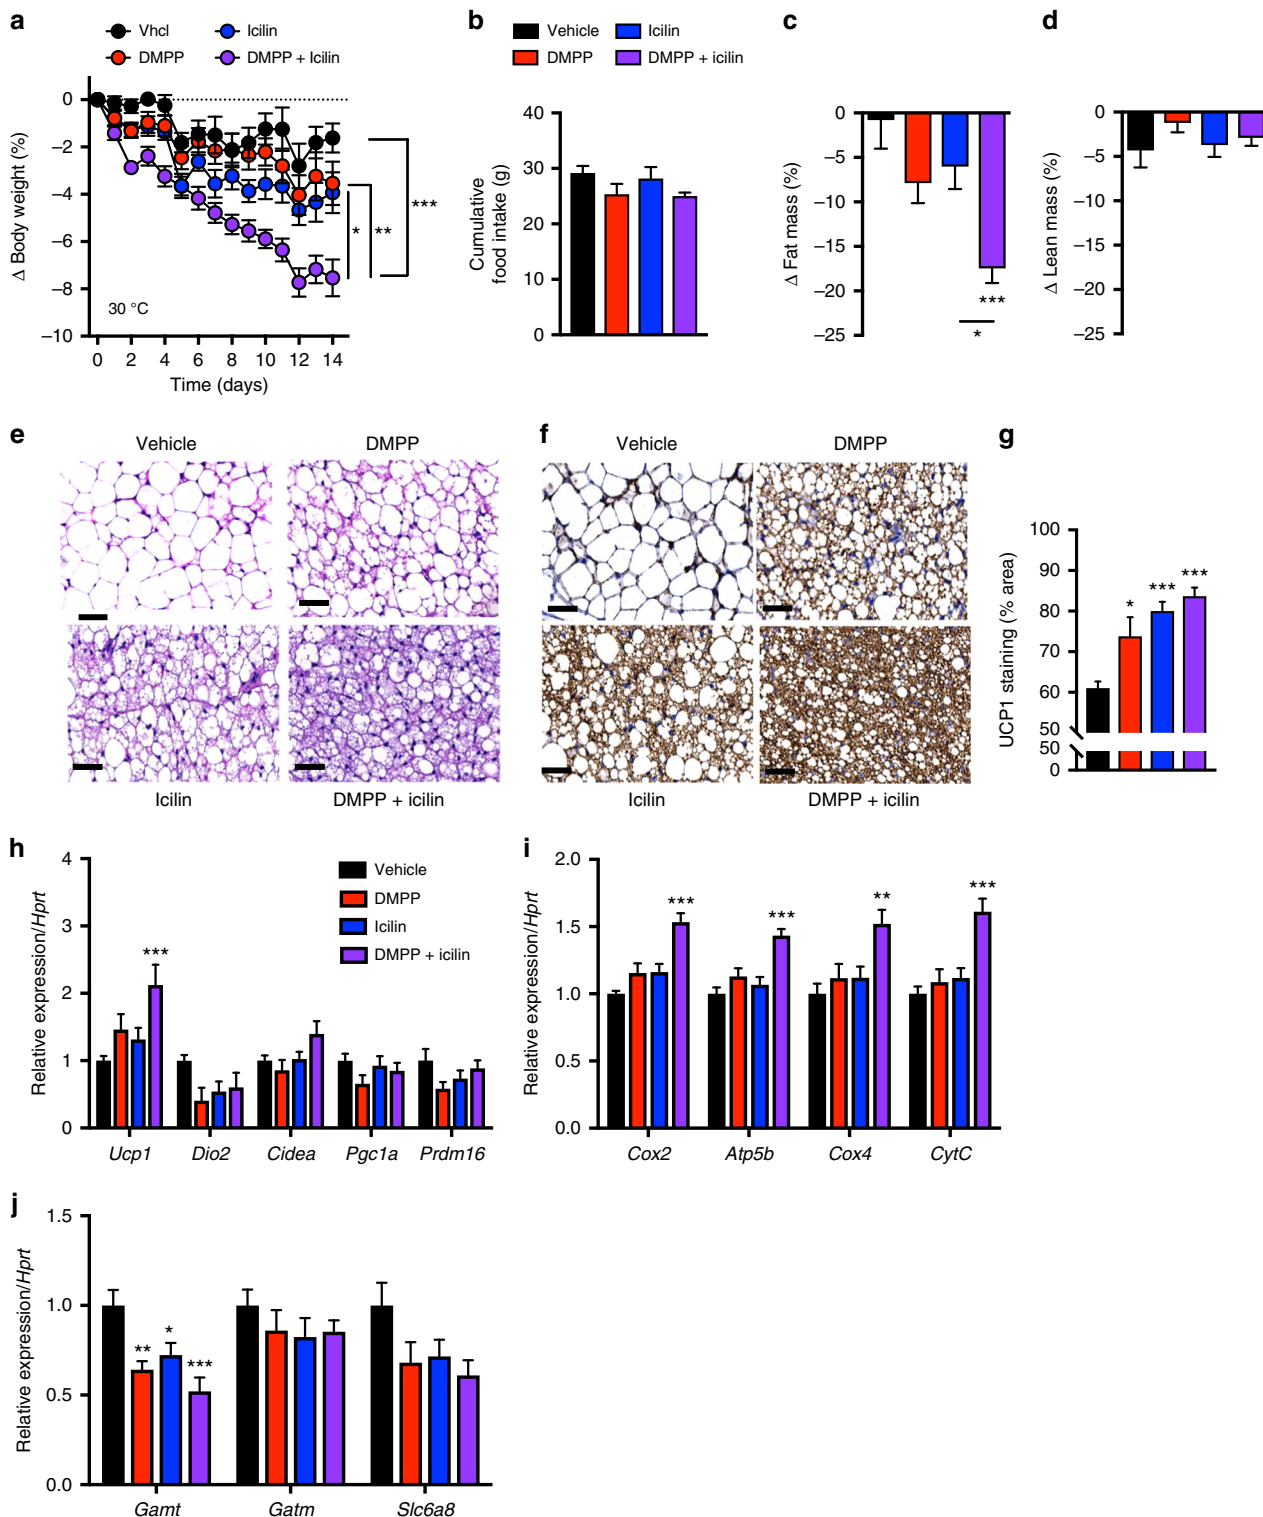 a
Vhcl
Icilin
DMPP
DMPP + Icilin
Δ Body weight (%)
0
–2
–4
–6
–8
–10
30 °C
*
**
***
0 2 4 6 8 10 12 14
Time (days)
b
Vehicle
Icilin
DMPP
DMPP + icilin
Cumulative
food intake (g)
40
30
20
10
0
c
Δ Fat mass (%)
0
–5
–10
–15
–20
–25
***
*
d
Δ Lean mass (%)
0
–5
–10
–15
–20
–25
e
Vehicle
DMPP
Icilin
DMPP + icilin
f
Vehicle
DMPP
Icilin
DMPP + icilin
g
UCP1 staining (% area)
100
90
80
70
60
50
50
0
*
***
***
h
Relative expression/Hprt
4
3
2
1
0
Vehicle
DMPP
Icilin
DMPP + icilin
***
Ucp1 Dio2 Cidea Pgc1a Prdm16
i
Relative expression/Hprt
2.0
1.5
1.0
0.5
0.0
***
***
**
***
Cox2 Atp5b Cox4 CytC
j
Relative expression/Hprt
1.5
1.0
0.5
0.0
**
*
***
Gamt Gatm Slc6a8